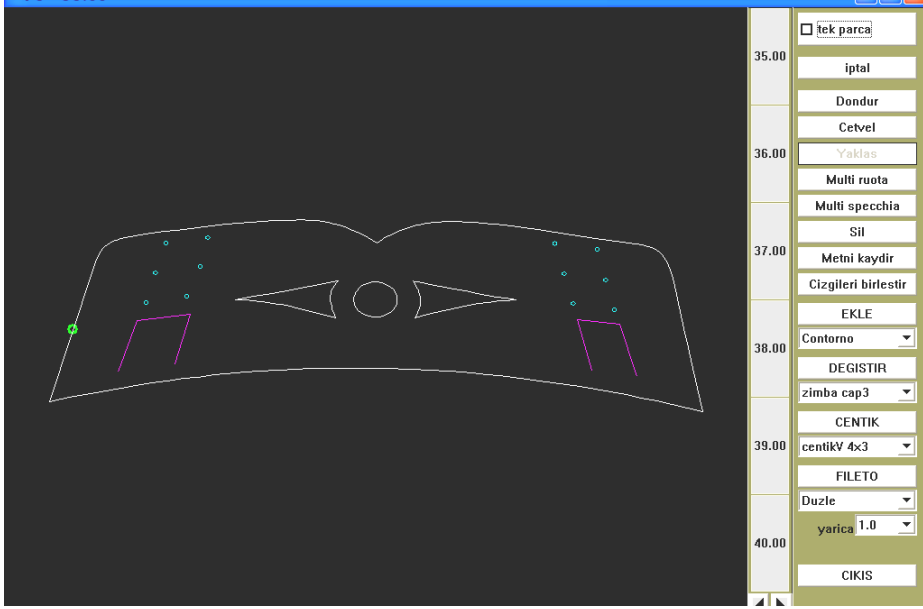 35.00
36.00
37.00
38.00
39.00
40.00
tek parca
iptal
Dondur
Cetvel
Yaklas
Multi ruota
Multi specchia
Sil
Metni kaydir
Cizgileri birlestir
EKLE
Contorno
DEGISTIR
zimba cap3
CENTIK
centikV 4x3
FILETO
Duzle
yarica 1.0
CIKIS